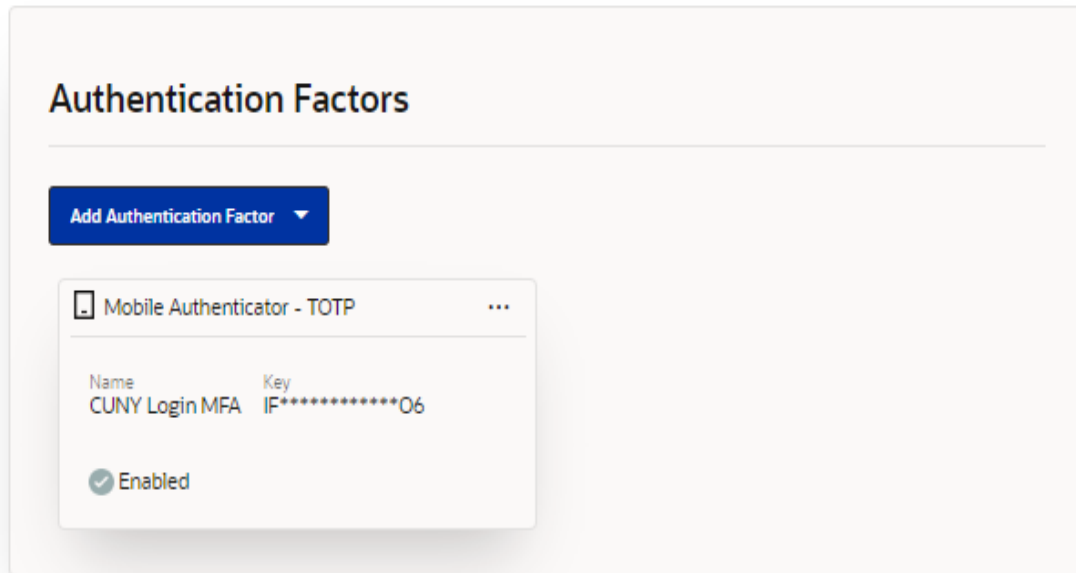 Authentication Factors
Add Authentication Factor
Mobile Authenticator - TOTP
Name Key
CUNY Login MFA IF************O6
Enabled